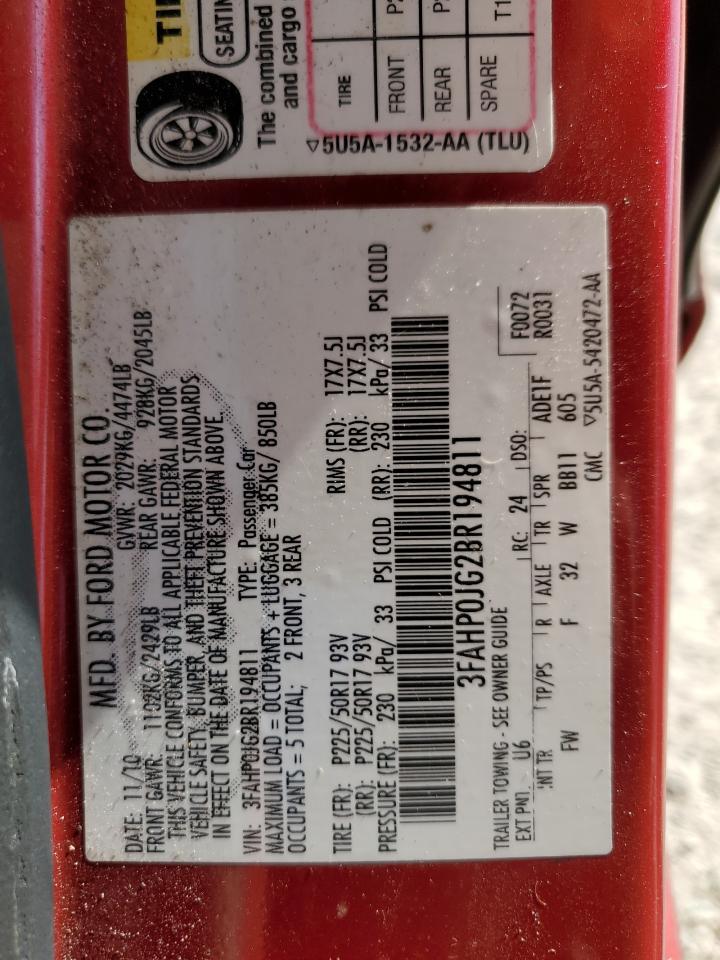 MFD. BY FORD MOTOR CO.
DATE: 11/10 GVWR: 2029KG/4474LB
FRONT GAWR: 1102KG/2429LB REAR GAWR: 928KG/2045LB
THIS VEHICLE CONFORMS TO ALL APPLICABLE FEDERAL MOTOR
VEHICLE SAFETY, BUMPER, AND THEFT PREVENTION STANDARDS
IN EFFECT ON THE DATE OF MANUFACTURE SHOWN ABOVE.
VIN: 3FAHP0JG2BR194811 TYPE: Passenger Car
MAXIMUM LOAD = OCCUPANTS + LUGGAGE = 385KG/ 850LB
OCCUPANTS = 5 TOTAL; 2 FRONT, 3 REAR
TIRE (FR): P225/50R17 93V RIMS (FR): 17X7.5J
(RR): P225/50R17 93V (RR): 17X7.5J
PRESSURE (FR): 230 kPa/ 33 PSI COLD (RR): 230 kPa/ 33 PSI COLD
3FAHP0JG2BR194811
TRAILER TOWING - SEE OWNER GUIDE F0072
EXT PNT: U6 RC: 24 DSO: R0031
INT TR TP/PS R AXLE TR SPR ADE1F
FW F 32 W BB11 605
CMC ▽5U5A-5420472-AA
SEATIN
The combined
and cargo
TIRE
FRONT
REAR
SPARE T1
▽5U5A-1532-AA (TLU)